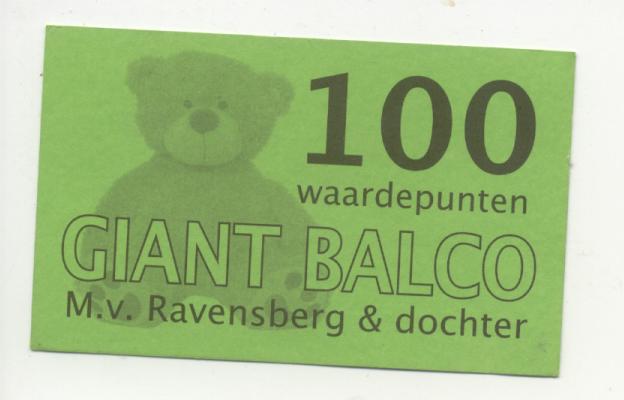 100
waardepunten
GIANT BALCO
M.v. Ravensberg & dochter